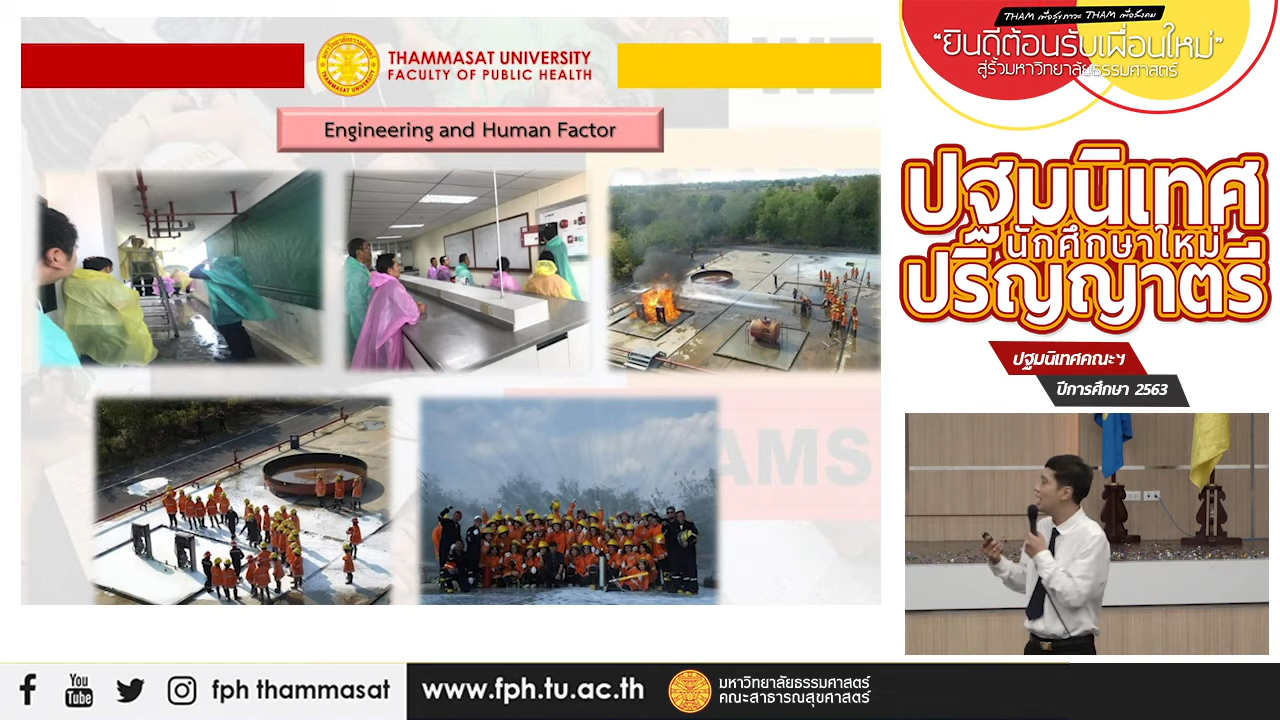 THAMMASAT UNIVERSITY
FACULTY OF PUBLIC HEALTH
Engineering and Human Factor
AMS
THAM เพื่อสุขภาวะ THAM เพื่อสังคม
“ยินดีต้อนรับเพื่อนใหม่”
สู่รั้วมหาวิทยาลัยธรรมศาสตร์
ปฐมนิเทศ
นักศึกษาใหม่
ปริญญาตรี
ปฐมนิเทศคณะฯ
ปีการศึกษา 2563
You
Tube
fph thammasat
www.fph.tu.ac.th
มหาวิทยาลัยธรรมศาสตร์
คณะสาธารณสุขศาสตร์